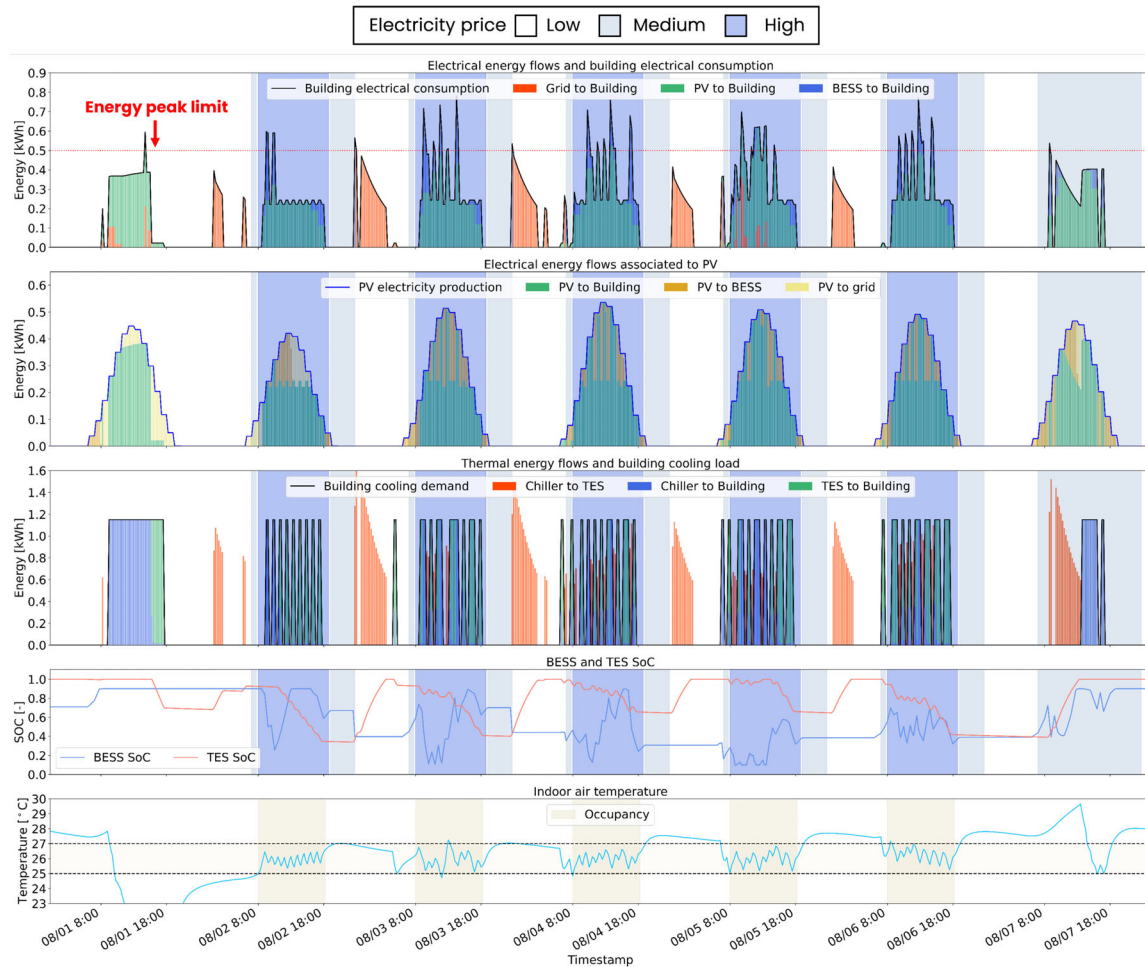 Electricity price Low Medium High
Electrical energy flows and building electrical consumption
Building electrical consumption Grid to Building PV to Building BESS to Building
Energy peak limit
Energy [kWh]
0.9
0.8
0.7
0.6
0.5
0.4
0.3
0.2
0.1
0.0
Electrical energy flows associated to PV
PV electricity production PV to Building PV to BESS PV to grid
Energy [kWh]
0.6
0.5
0.4
0.3
0.2
0.1
0.0
Thermal energy flows and building cooling load
Building cooling demand Chiller to TES Chiller to Building TES to Building
Energy [kWh]
1.6
1.4
1.2
1.0
0.8
0.6
0.4
0.2
0.0
BESS and TES SoC
SOC [-]
1.0
0.8
0.6
0.4
0.2
0.0
BESS SoC TES SoC
Indoor air temperature
Occupancy
Temperature [°C]
30
29
28
27
26
25
24
23
08/01 8:00 08/01 18:00 08/02 8:00 08/02 18:00 08/03 8:00 08/03 18:00 08/04 8:00 08/04 18:00 08/05 8:00 08/05 18:00 08/06 8:00 08/06 18:00 08/07 8:00 08/07 18:00
Timestamp